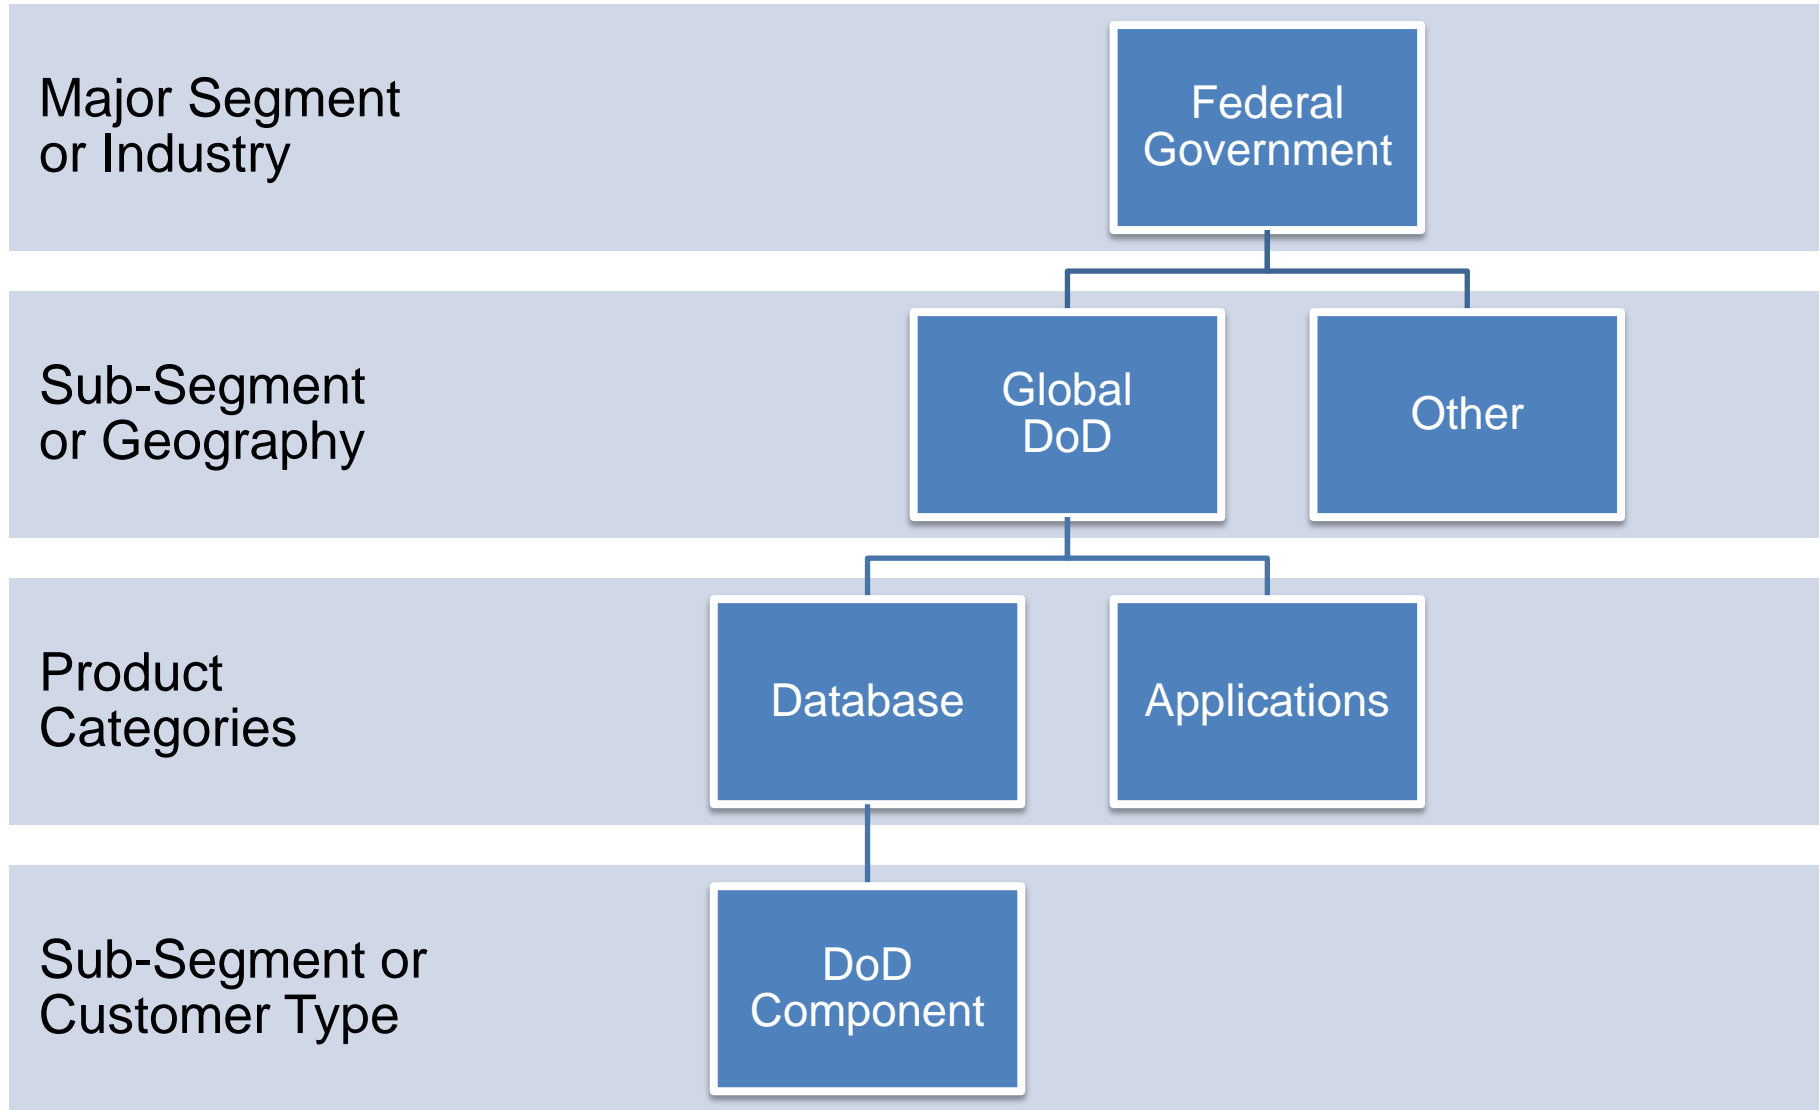 Major Segment
or Industry
Federal
Government
Sub-Segment
or Geography
Global
DoD
Other
Product
Categories
Database
Applications
Sub-Segment or
Customer Type
DoD
Component